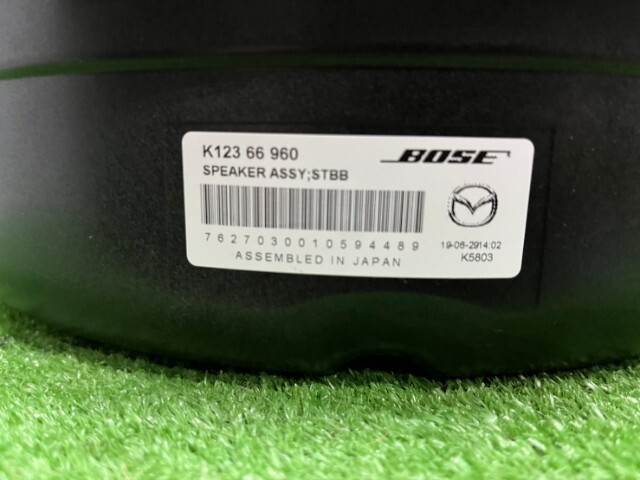 K123 66 960
BOSE
SPEAKER ASSY;STBB
7627030010594489
19-06-2914:02
ASSEMBLED IN JAPAN
K5803